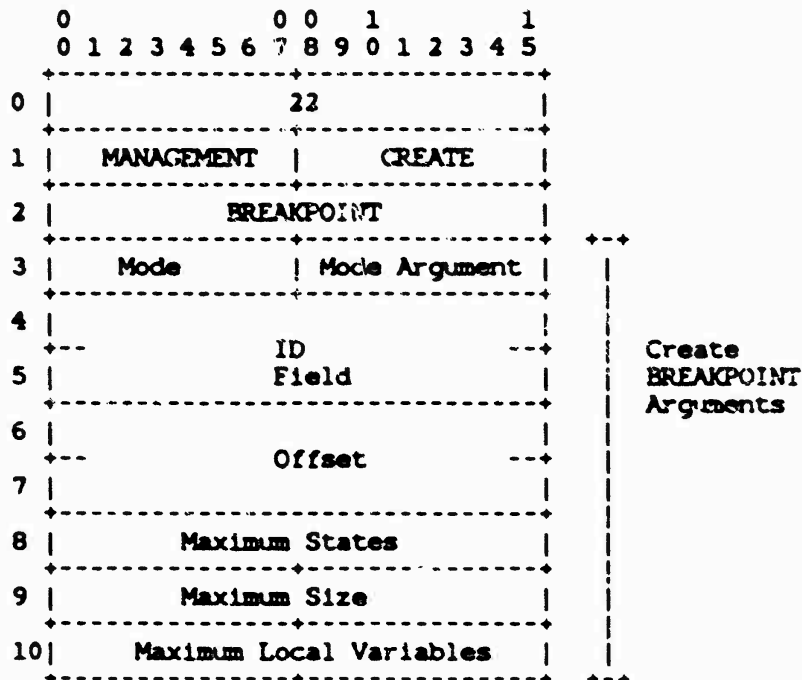 0 0 0 1 1
0 1 2 3 4 5 6 7 8 9 0 1 2 3 4 5
0 | 22 |
1 | MANAGEMENT | CREATE |
2 | BREAKPOINT |
3 | Mode | Mode Argument |
4
ID
5 Field
Create
BREAKPOINT
Arguments
6
Offset
7
8 | Maximum States |
9 | Maximum Size |
10| Maximum Local Variables |